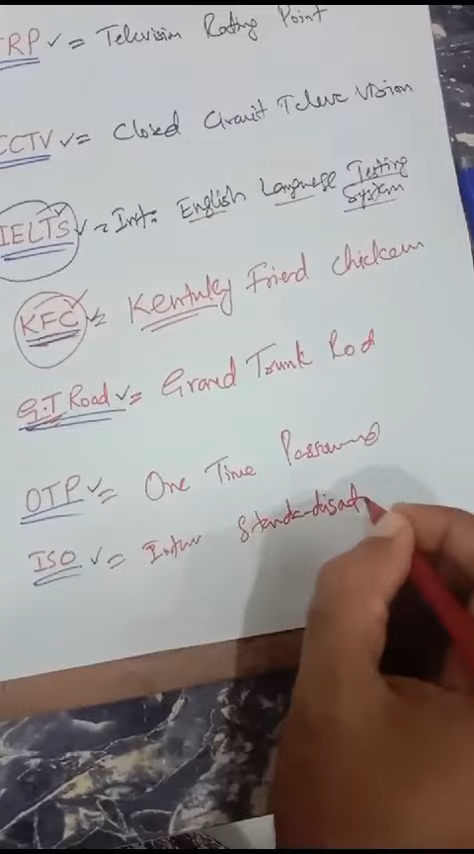 TRP ✓ = Television Rating Point
CCTV ✓ = Closed Circuit Televe Vision
IELTS ✓ = Int: English Language Testing System
KFC ✓ = Kentuky Fried Chicken
G.T Road ✓ = Grand Trunk Rod
OTP ✓ = One Time
ISO ✓ = Inter Standardisat